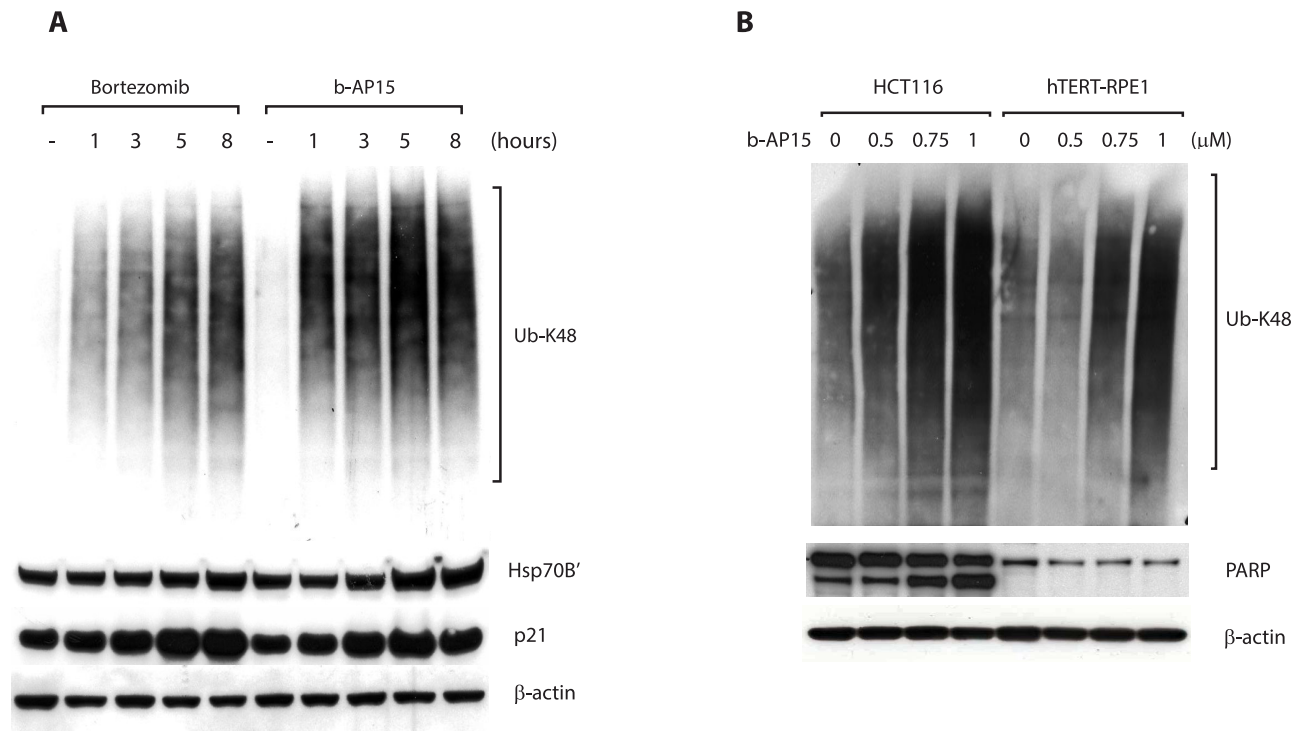 A
Bortezomib b-AP15
- 1 3 5 8 - 1 3 5 8 (hours)
Ub-K48
Hsp70B′
p21
β-actin
B
HCT116 hTERT-RPE1
b-AP15 0 0.5 0.75 1 0 0.5 0.75 1 (μM)
Ub-K48
PARP
β-actin